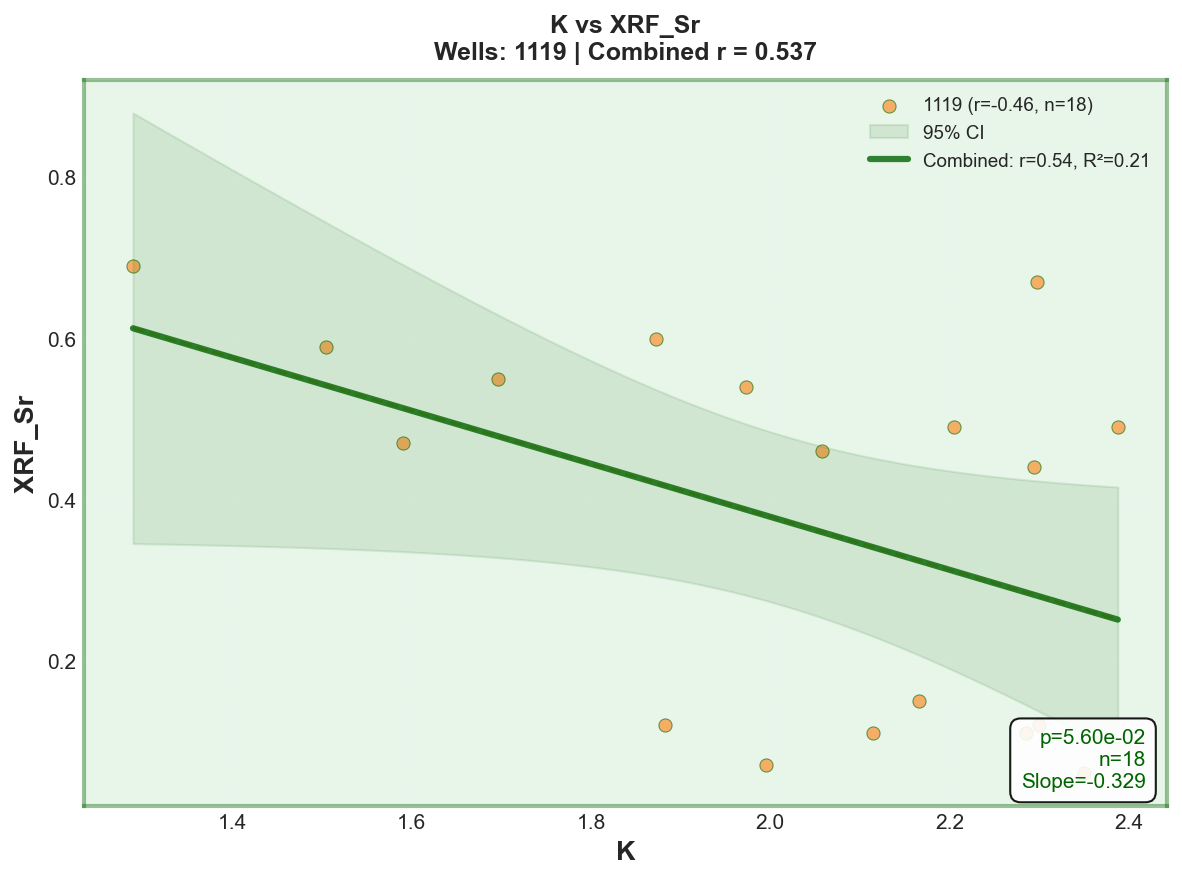 K vs XRF_Sr
Wells: 1119 | Combined r = 0.537
1119 (r=-0.46, n=18)
95% CI
Combined: r=0.54, R²=0.21
0.8
0.6
0.4
0.2
XRF_Sr
p=5.60e-02
n=18
Slope=-0.329
1.4
1.6
1.8
2.0
2.2
2.4
K